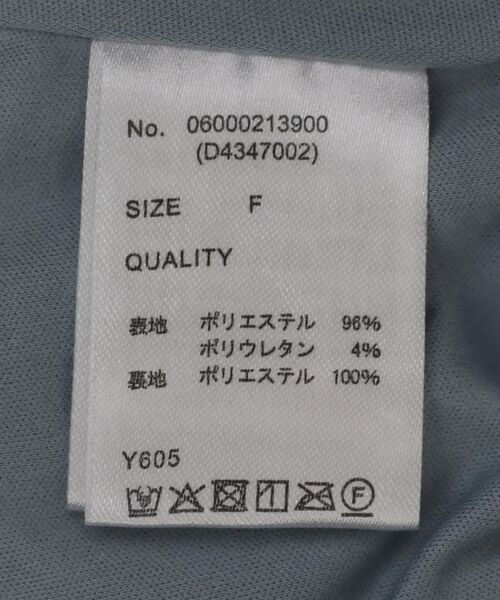 No. 06000213900
(D4347002)
SIZE F
QUALITY
表地 ポリエステル 96%
ポリウレタン 4%
裏地 ポリエステル 100%
Y605
F